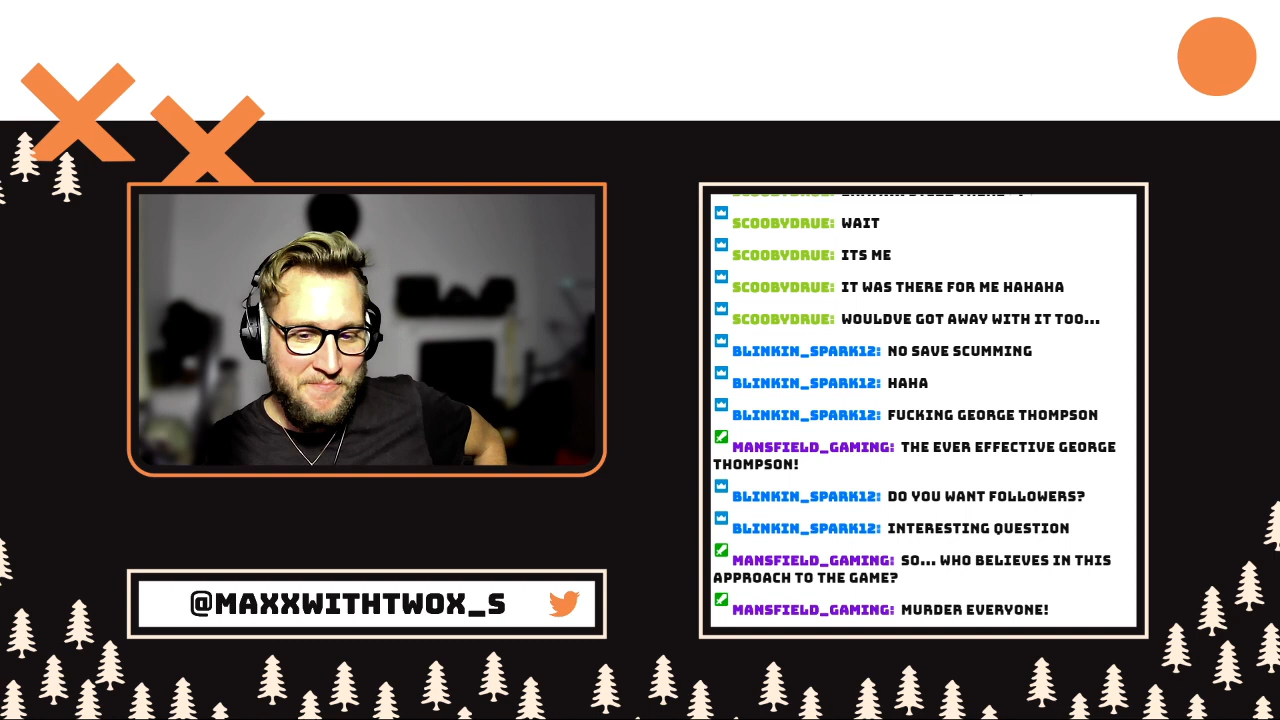 SCOOBYDRUE: WAIT
SCOOBYDRUE: ITS ME
SCOOBYDRUE: IT WAS THERE FOR ME HAHAHA
SCOOBYDRUE: WOULDVE GOT AWAY WITH IT TOO...
BLINKIN_SPARK12: NO SAVE SCUMMING
BLINKIN_SPARK12: HAHA
BLINKIN_SPARK12: FUCKING GEORGE THOMPSON
MANSFIELD_GAMING: THE EVER EFFECTIVE GEORGE
THOMPSON!
BLINKIN_SPARK12: DO YOU WANT FOLLOWERS?
BLINKIN_SPARK12: INTERESTING QUESTION
MANSFIELD_GAMING: SO... WHO BELIEVES IN THIS
APPROACH TO THE GAME?
MANSFIELD_GAMING: MURDER EVERYONE!
@MAXXWITHTWOX_S